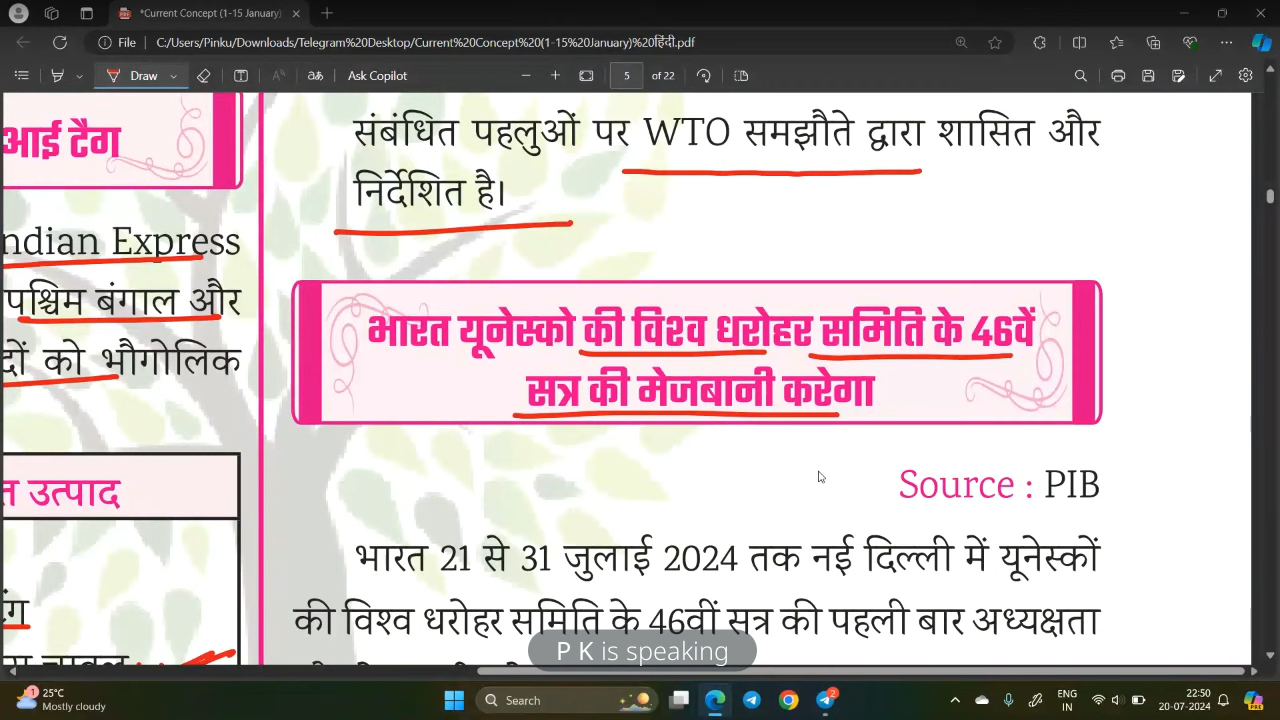 *Current Concept (1-15 January)
File C:/Users/Pinku/Downloads/Telegram%20Desktop/Current%20Concept%20(1-15%20January)%20हिंदी.pdf
Draw Ask Copilot 5 of 22
आई टैग
ndian Express
पश्चिम बंगाल और
दों को भौगोलिक
त उत्पाद
संबंधित पहलुओं पर WTO समझौते द्वारा शासित और
निर्देशित है।
भारत यूनेस्को की विश्व धरोहर समिति के 46वें
सत्र की मेजबानी करेगा
Source : PIB
भारत 21 से 31 जुलाई 2024 तक नई दिल्ली में यूनेस्कों
की विश्व धरोहर समिति के 46वीं सत्र की पहली बार अध्यक्षता
P K is speaking
25°C
Mostly cloudy
Search
ENG
IN
22:50
20-07-2024